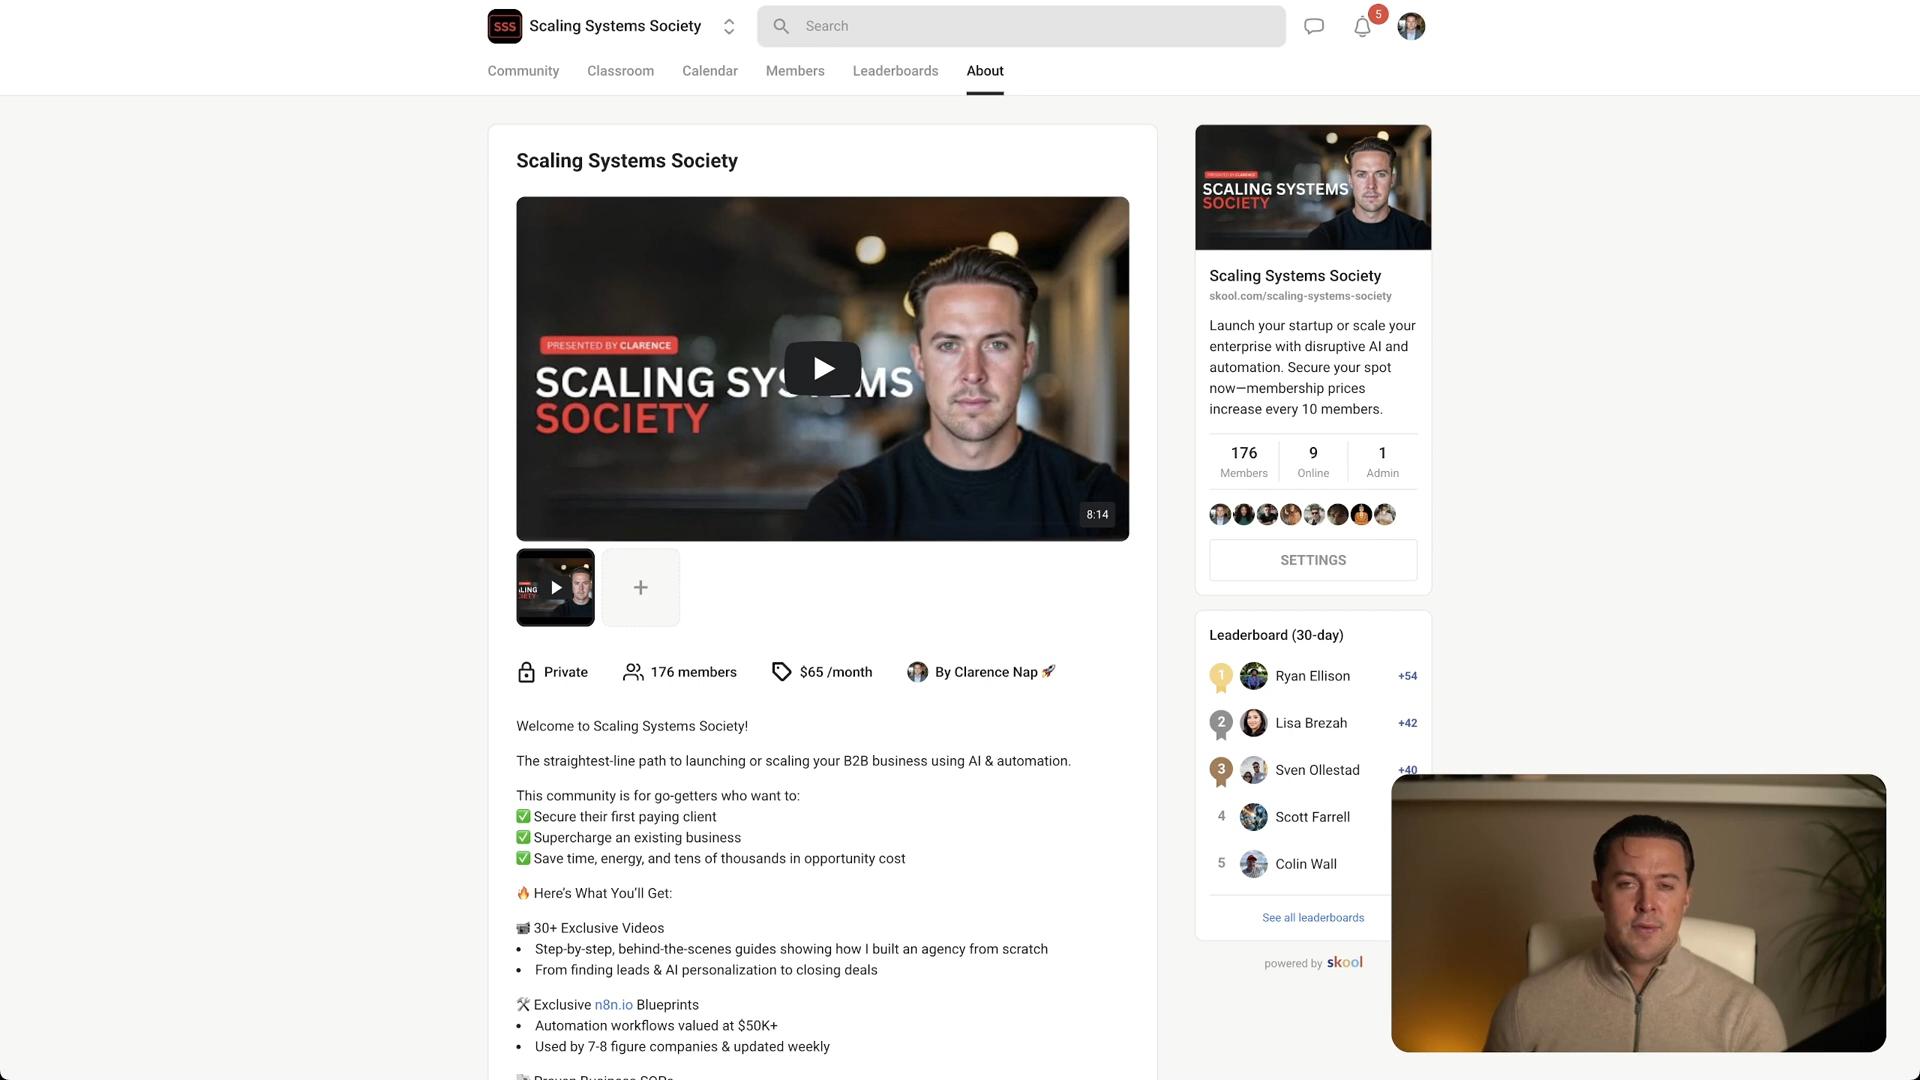 SSS Scaling Systems Society
Search
5
Community Classroom Calendar Members Leaderboards About
Scaling Systems Society
PRESENTED BY CLARENCE
SCALING SYSTEMS
SOCIETY
8:14
LING
+
Private 176 members $65 /month By Clarence Nap 🚀
Welcome to Scaling Systems Society!
The straightest-line path to launching or scaling your B2B business using AI & automation.
This community is for go-getters who want to:
✅ Secure their first paying client
✅ Supercharge an existing business
✅ Save time, energy, and tens of thousands in opportunity cost
🔥 Here's What You'll Get:
📹 30+ Exclusive Videos
• Step-by-step, behind-the-scenes guides showing how I built an agency from scratch
• From finding leads & AI personalization to closing deals
🛠 Exclusive n8n.io Blueprints
• Automation workflows valued at $50K+
• Used by 7-8 figure companies & updated weekly
Proven Business SOPs
PRESENTED BY CLARENCE
SCALING SYSTEMS
SOCIETY
Scaling Systems Society
skool.com/scaling-systems-society
Launch your startup or scale your
enterprise with disruptive AI and
automation. Secure your spot
now—membership prices
increase every 10 members.
176 9 1
Members Online Admin
SETTINGS
Leaderboard (30-day)
1 Ryan Ellison +54
2 Lisa Brezah +42
3 Sven Ollestad +40
4 Scott Farrell
5 Colin Wall
See all leaderboards
powered by skool